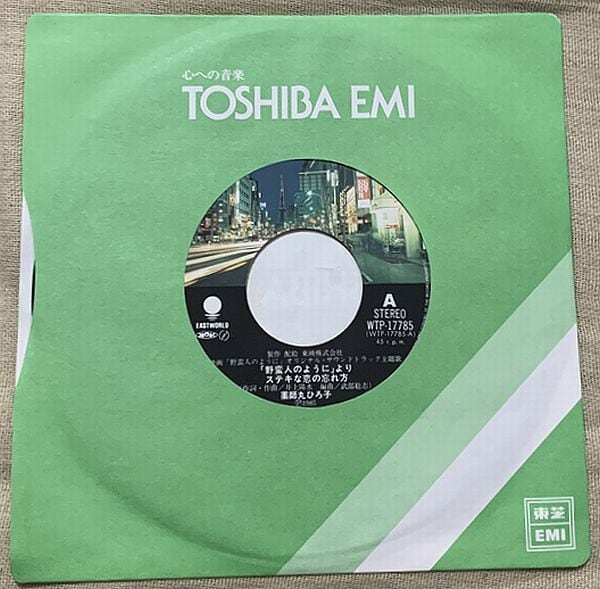 心への音楽
TOSHIBA EMI
EASTWORLD
A
STEREO
WTP-17785
(WTP-17785-A)
45 r.p.m.
製作 配給 東映株式会社
映画「野蛮人のように」オリジナル・サウンドトラック主題歌
「野蛮人のように」より
ステキな恋の忘れ方
作詞・作曲/井上陽水 編曲/武部聡志)
薬師丸ひろ子
Ⓟ1985
東芝
EMI